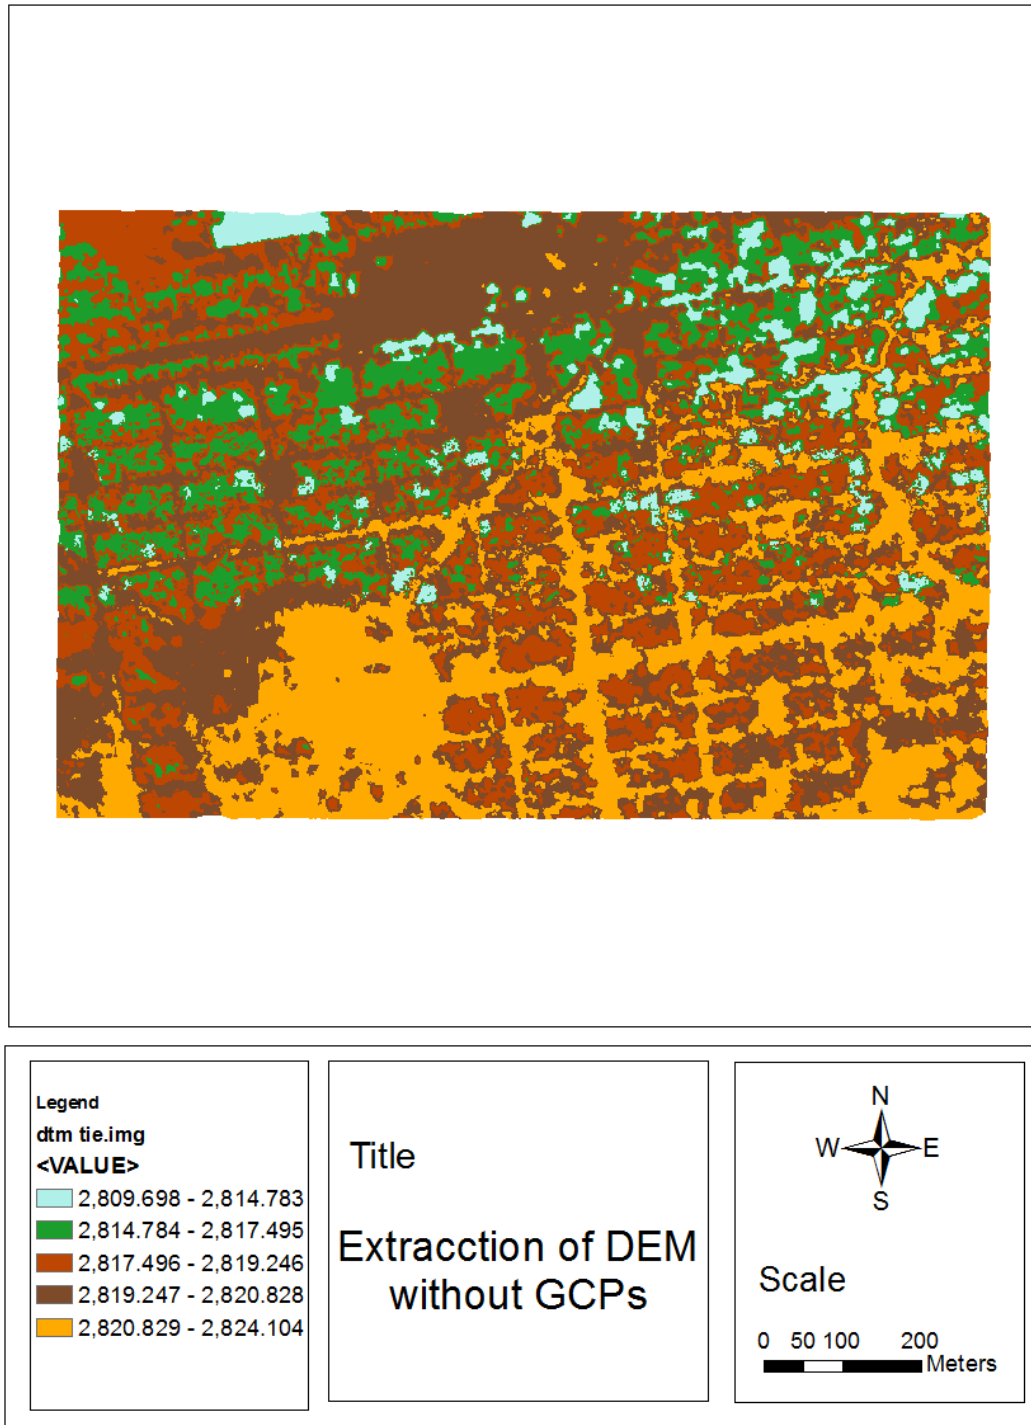 Legend
dtm tie.img
<VALUE>
2,809.698 - 2,814.783
2,814.784 - 2,817.495
2,817.496 - 2,819.246
2,819.247 - 2,820.828
2,820.829 - 2,824.104
Title
Extracction of DEM
without GCPs
N
W E
S
Scale
0 50 100 200
Meters